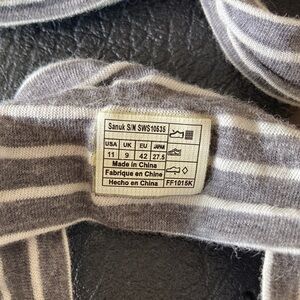 Sanuk S/N SWS10535
USA UK EU JAPAN
11 9 42 27.5
Made in China
Fabrique en Chine
Hecho en China FF1015K